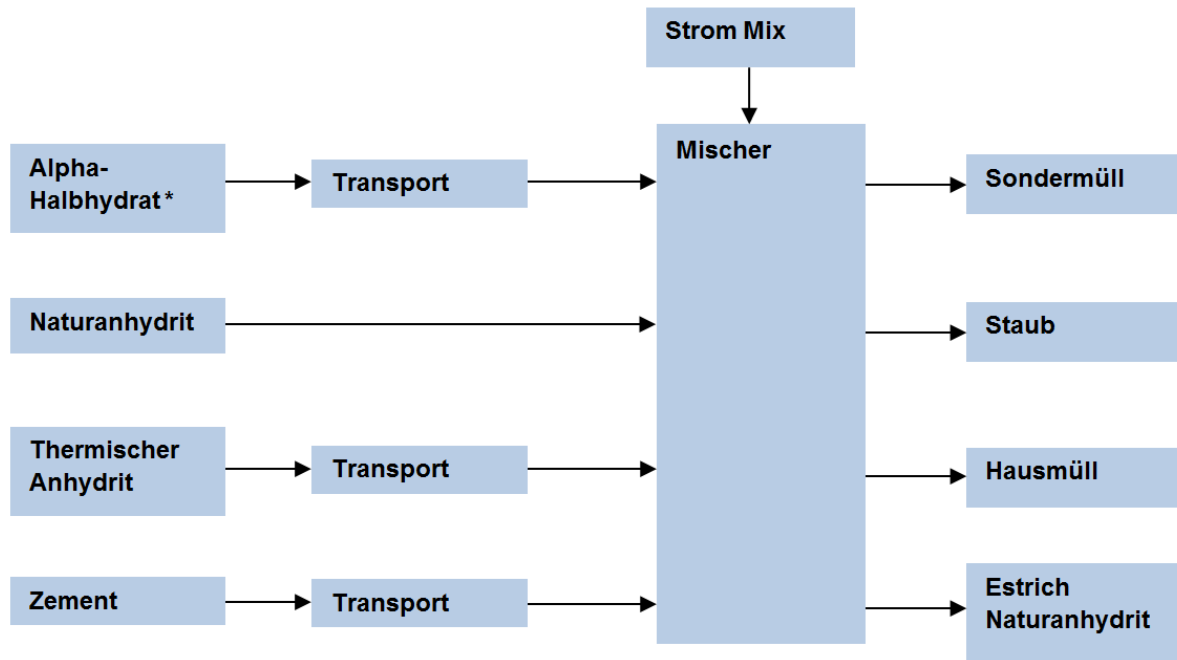 Strom Mix
Mischer
Alpha-
Halbhydrat *
Transport
Sondermüll
Naturanhydrit
Staub
Thermischer
Anhydrit
Transport
Hausmüll
Zement
Transport
Estrich
Naturanhydrit